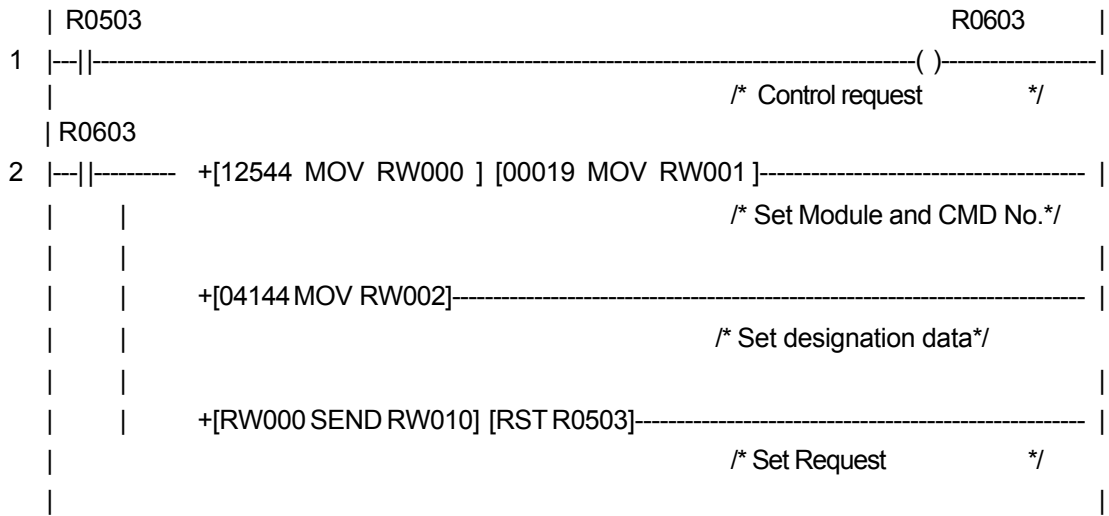 | R0503 R0603 |
1 |---| |---------------------------------------------------------------------------------------------------( )-------------------|
| /* Control request */
| R0603
2 |---| |---------- +[12544 MOV RW000 ] [00019 MOV RW001 ]--------------------------------------- |
| | /* Set Module and CMD No.*/
| | |
| | +[04144 MOV RW002]---------------------------------------------------------------------------- |
| | /* Set designation data*/
| | |
| | +[RW000 SEND RW010] [RST R0503]------------------------------------------------------ |
| /* Set Request */
| |